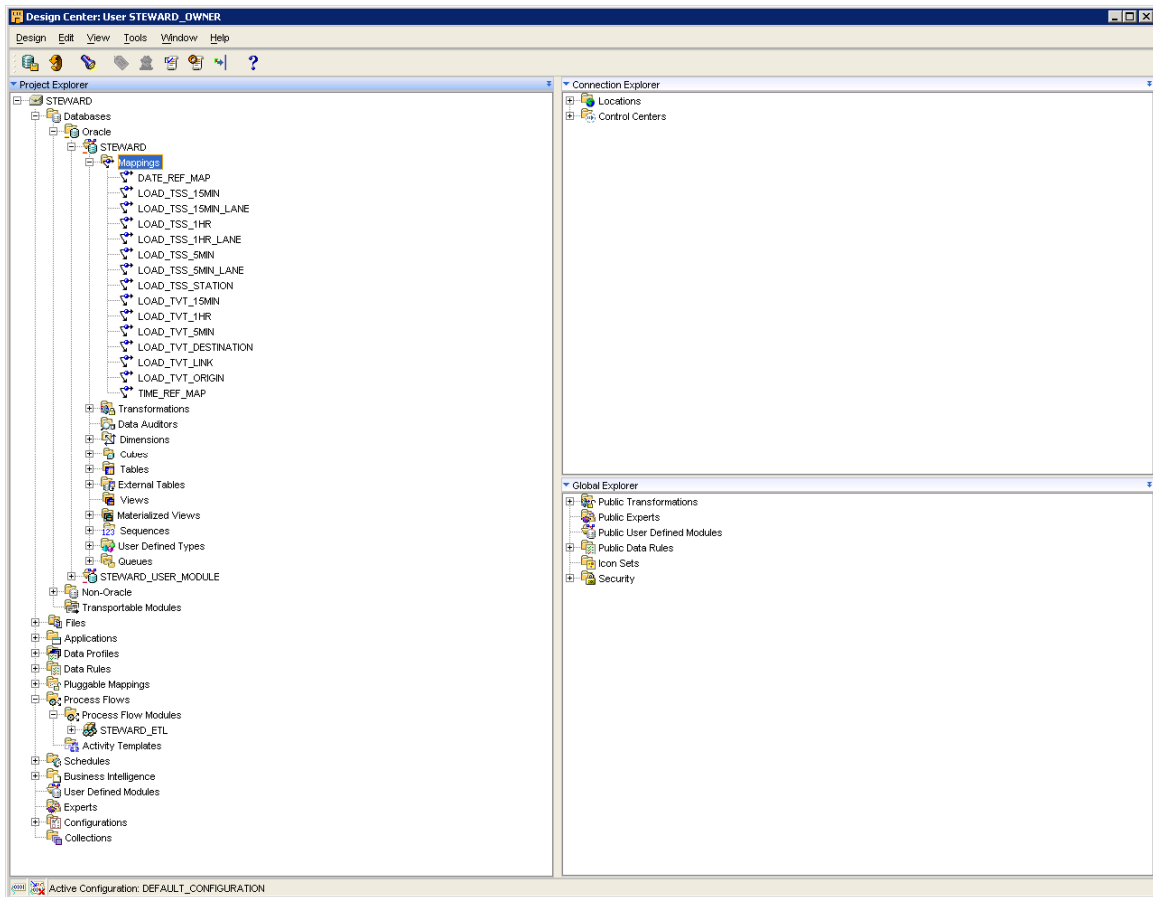 Design Center: User STEWARD_OWNER
Design Edit View Tools Window Help
Project Explorer
STEWARD
Databases
Oracle
STEWARD
Mappings
DATE_REF_MAP
LOAD_TSS_15MIN
LOAD_TSS_15MIN_LANE
LOAD_TSS_1HR
LOAD_TSS_1HR_LANE
LOAD_TSS_5MIN
LOAD_TSS_5MIN_LANE
LOAD_TSS_STATION
LOAD_TVT_15MIN
LOAD_TVT_1HR
LOAD_TVT_5MIN
LOAD_TVT_DESTINATION
LOAD_TVT_LINK
LOAD_TVT_ORIGIN
TIME_REF_MAP
Transformations
Data Auditors
Dimensions
Cubes
Tables
External Tables
Views
Materialized Views
Sequences
User Defined Types
Queues
STEWARD_USER_MODULE
Non-Oracle
Transportable Modules
Files
Applications
Data Profiles
Data Rules
Pluggable Mappings
Process Flows
Process Flow Modules
STEWARD_ETL
Activity Templates
Schedules
Business Intelligence
User Defined Modules
Experts
Configurations
Collections
Connection Explorer
Locations
Control Centers
Global Explorer
Public Transformations
Public Experts
Public User Defined Modules
Public Data Rules
Icon Sets
Security
Active Configuration: DEFAULT_CONFIGURATION